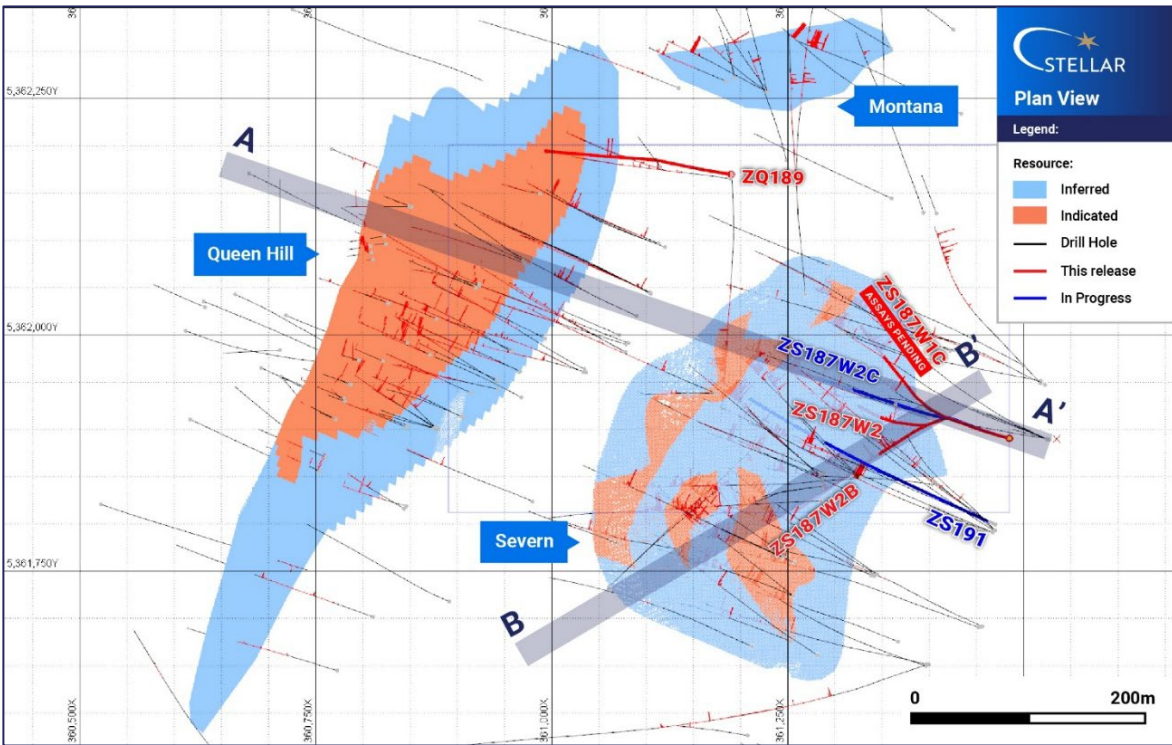 STELLAR
Plan View
Legend:
Resource:
Inferred
Indicated
Drill Hole
This release
In Progress
5,362,250Y
5,362,000Y
5,361,750Y
360,500X
360,750X
361,000X
361,250X
Montana
A
ZQ189
Queen Hill
ZS187W1C
ASSAYS PENDING
B'
ZS187W2C
A'
ZS187W2
ZS187W2B
ZS191
Severn
B
0
200m